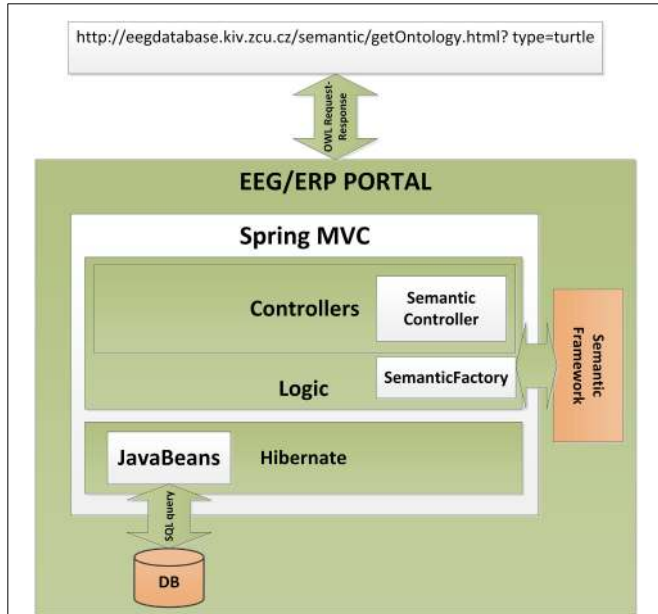 http://eegdatabase.kiv.zcu.cz/semantic/getOntology.html? type=turtle
OWL Request-
Response
EEG/ERP PORTAL
Spring MVC
Controllers
Semantic
Controller
SemanticFactory
Logic
Semantic
Framework
JavaBeans
Hibernate
SQL query
DB